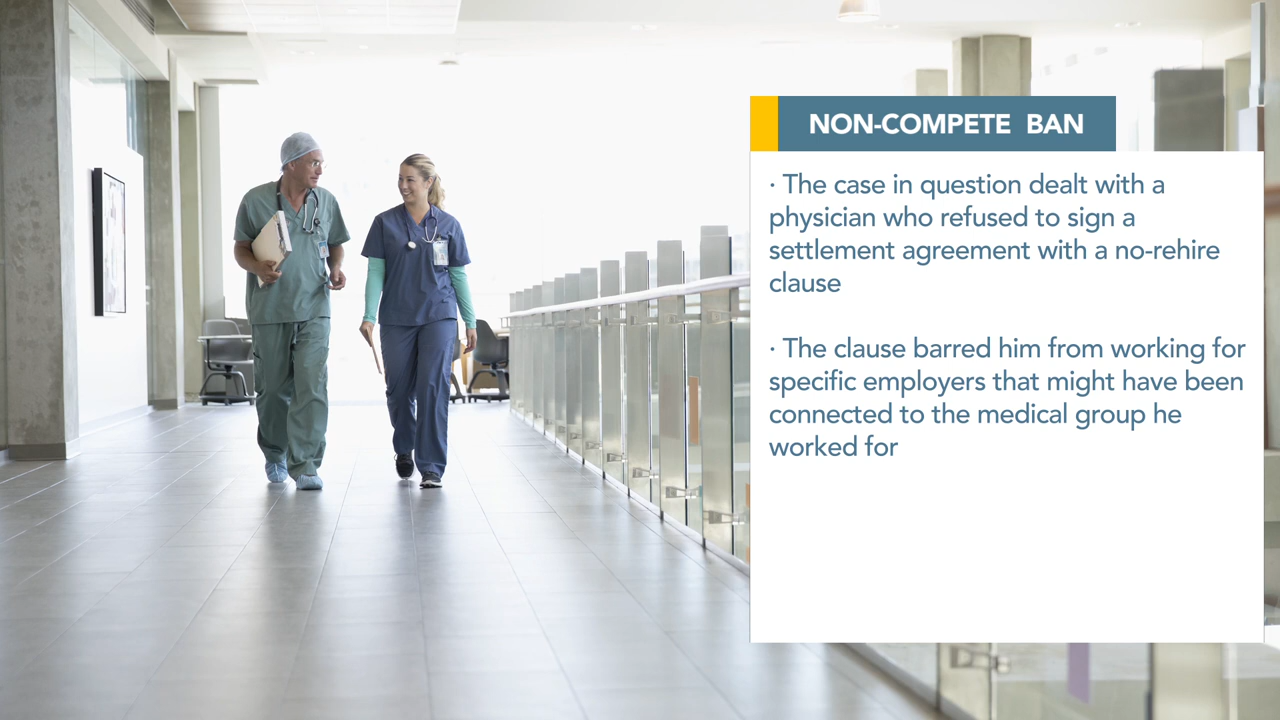 NON-COMPETE BAN
· The case in question dealt with a
physician who refused to sign a
settlement agreement with a no-rehire
clause
· The clause barred him from working for
specific employers that might have been
connected to the medical group he
worked for